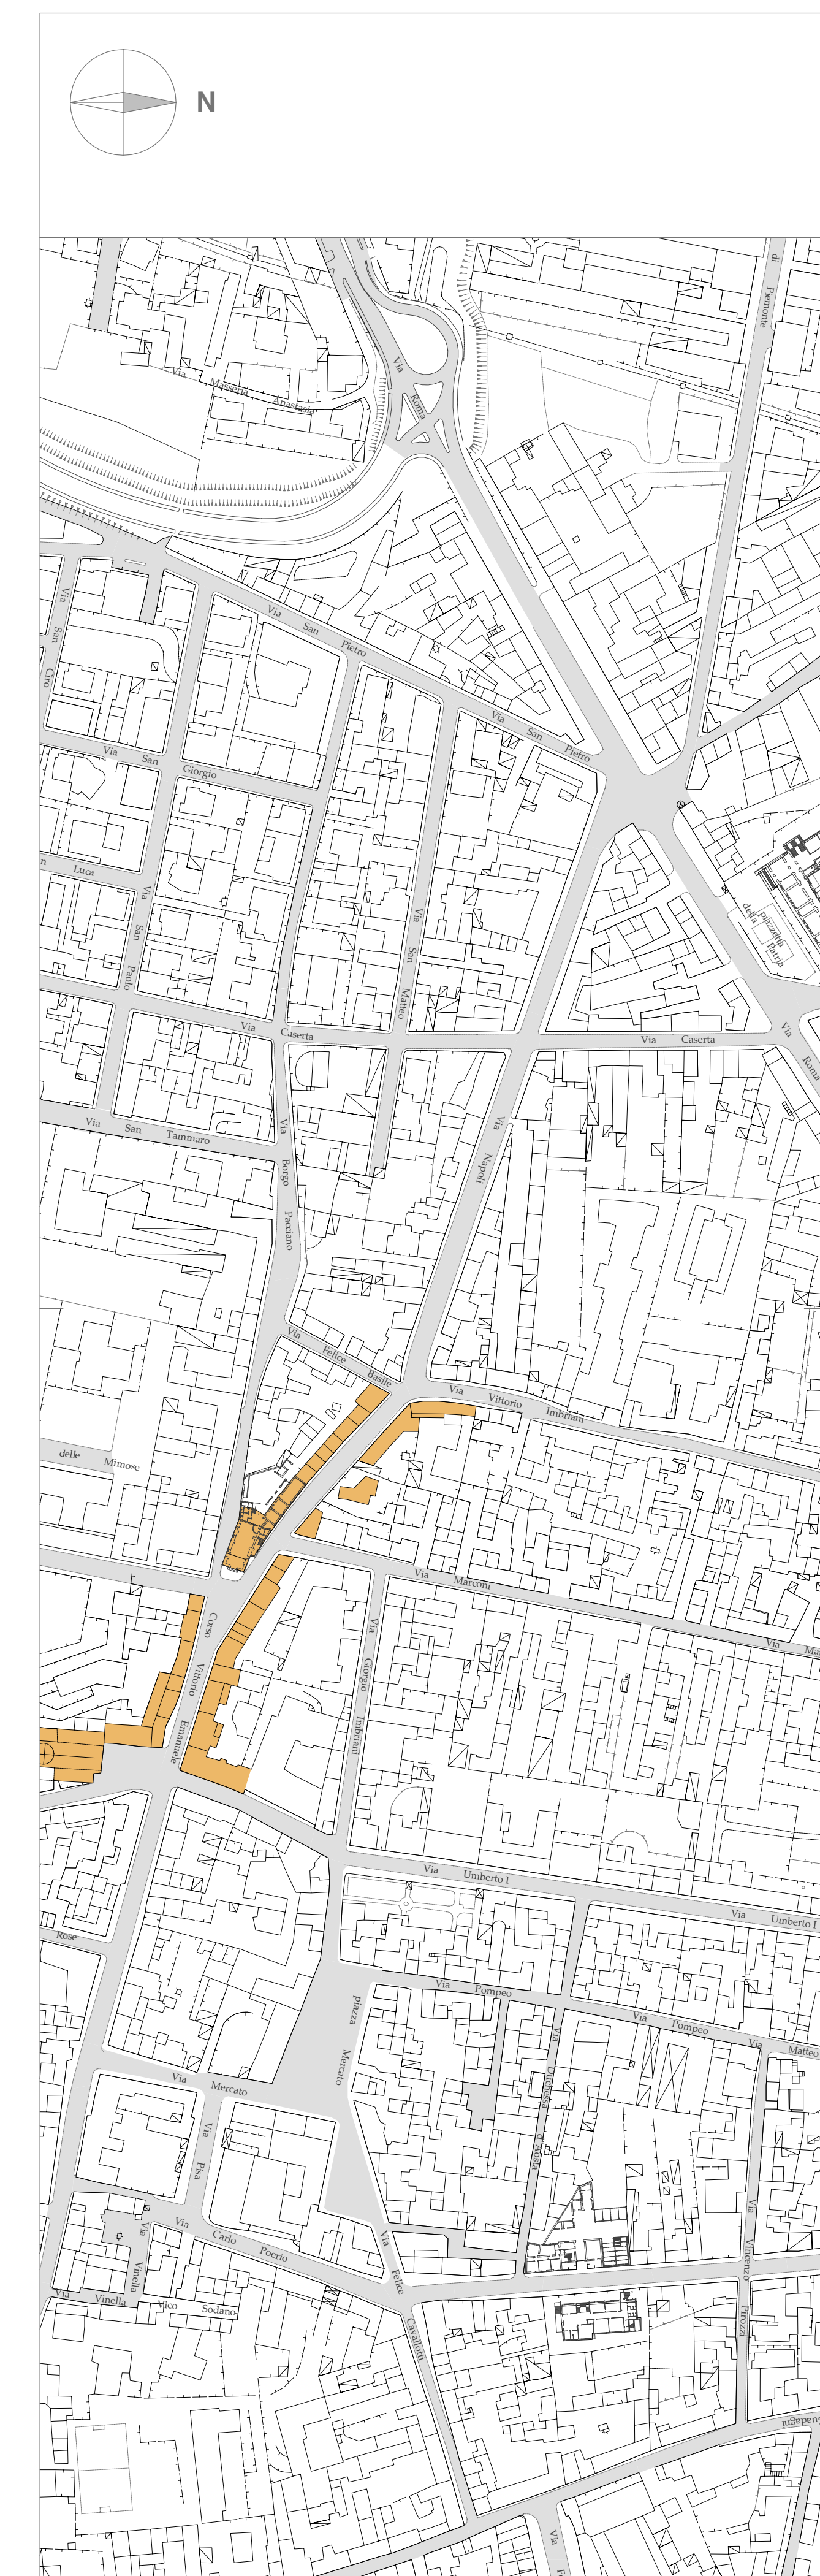 N
di
Piemonte
Via
Roma
Via
Masseria
Anastasia
Via
San
Ciro
Via
San
Pietro
Via
San
Pietro
Via
San
Giorgio
n
Luca
Via
San
Paolo
Via
San
Matteo
piazzetta
della
Patria
Via
Caserta
Via
Caserta
Via
Roma
Via
San
Tammaro
Via
Borgo
Pacciano
Via
Napoli
Via
Felice
Basile
Via
Vittorio
Imbriani
delle
Mimose
Via
Marconi
Via
Ma
Corso
Vittorio
Emanuele
Via
Giorgio
Imbriani
Via
Umberto I
Via
Umberto I
Rose
Via
Pompeo
Via
Pompeo
Via
Matteo
piazza
Mercato
Via
Duchessa
d'Aosta
Via
Mercato
Via
Pisa
Via
Carlo
Poerio
Via
Vinella
Via
Vinella
Vico
Sodano
Via
Felice
Cavallotti
Via
Vincenzo
Pirozzi
Via